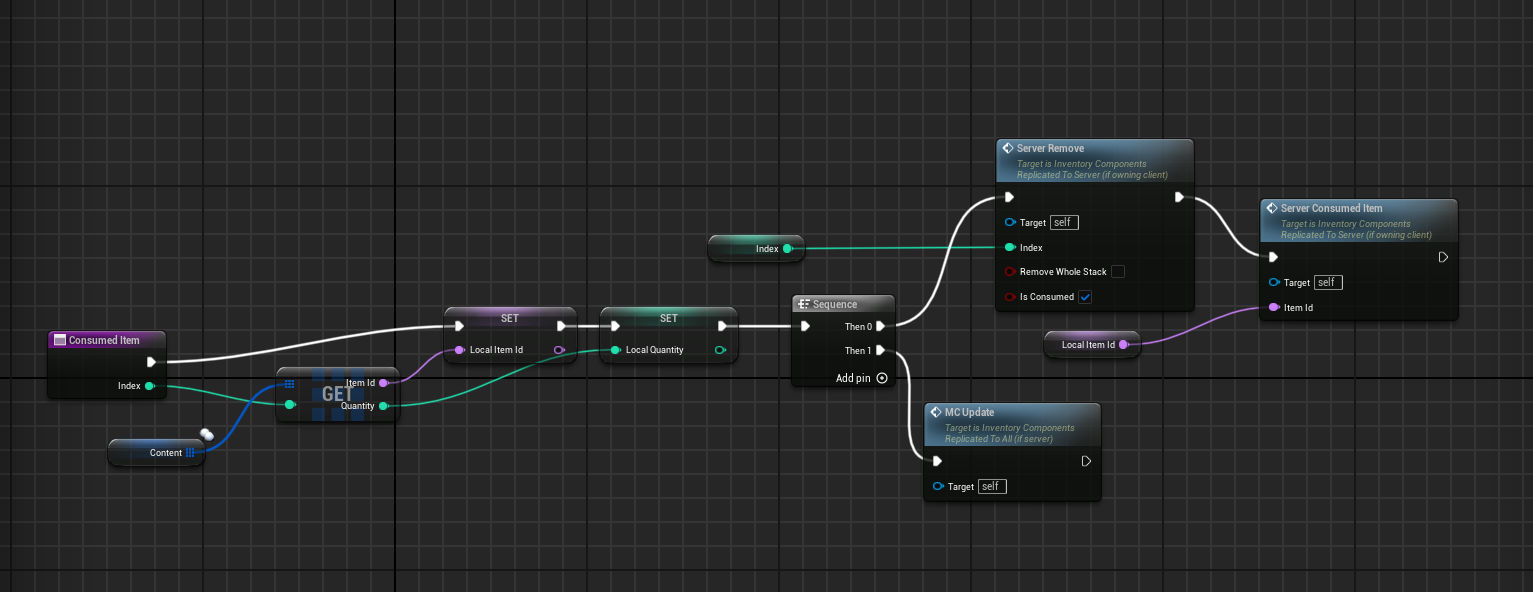 Consumed Item
Index
Content
GET
Item Id
Quantity
SET
Local Item Id
SET
Local Quantity
Index
Sequence
Then 0
Then 1
Add pin
Server Remove
Target is Inventory Components
Replicated To Server (if owning client)
Target self
Index
Remove Whole Stack
Is Consumed
Server Consumed Item
Target is Inventory Components
Replicated To Server (if owning client)
Target self
Item Id
Local Item Id
MC Update
Target is Inventory Components
Replicated To All (if server)
Target self